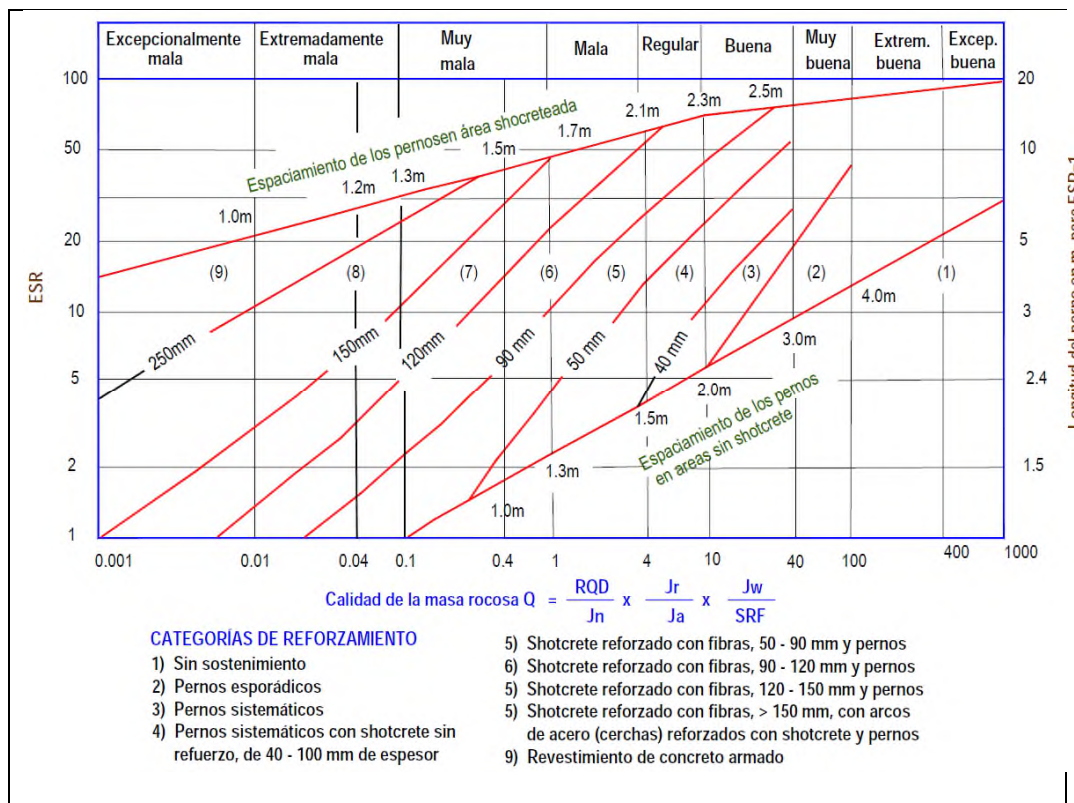 Excepcionalmente
mala
Extremadamente
mala
Muy
mala
Mala
Regular
Buena
Muy
buena
Extrem.
buena
Excep.
buena
100
50
20
10
5
2
1
ESR
20
10
5
3
2.4
1.5
Longitud del perno en m. para ESR-1
Espaciamiento de los pernosen área shocreteada
1.0m
1.2m
1.3m
1.5m
1.7m
2.1m
2.3m
2.5m
(9)
(8)
(7)
(6)
(5)
(4)
(3)
(2)
(1)
250mm
150mm
120mm
90 mm
50 mm
40 mm
4.0m
3.0m
2.0m
1.5m
1.3m
1.0m
Espaciamiento de los pernos
en areas sin shotcrete
0.001
0.01
0.04
0.1
0.4
1
4
10
40
100
400
1000
Calidad de la masa rocosa Q = RQD/Jn x Jr/Ja x Jw/SRF
CATEGORÍAS DE REFORZAMIENTO
1) Sin sostenimiento
2) Pernos esporádicos
3) Pernos sistemáticos
4) Pernos sistemáticos con shotcrete sin
refuerzo, de 40 - 100 mm de espesor
5) Shotcrete reforzado con fibras, 50 - 90 mm y pernos
6) Shotcrete reforzado con fibras, 90 - 120 mm y pernos
5) Shotcrete reforzado con fibras, 120 - 150 mm y pernos
5) Shotcrete reforzado con fibras, > 150 mm, con arcos
de acero (cerchas) reforzados con shotcrete y pernos
9) Revestimiento de concreto armado